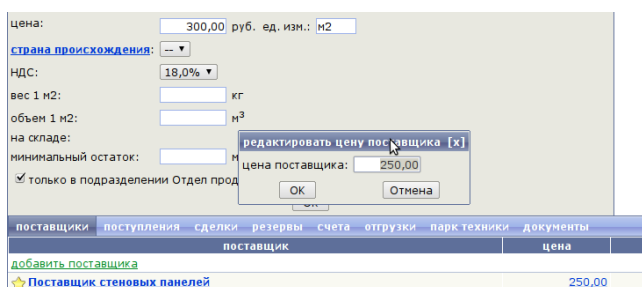 цена: 300,00 руб. ед. изм.: м2
страна происхождения: -- ▼
НДС: 18,0% ▼
вес 1 м2: кг
объем 1 м2: м3
на складе:
минимальный остаток:
редактировать цену поставщика [x]
цена поставщика: 250,00
OK Отмена
только в подразделении Отдел прод
поставщики поступления сделки резервы счета отгрузки парк техники документы
поставщик цена
добавить поставщика
Поставщик стеновых панелей 250,00